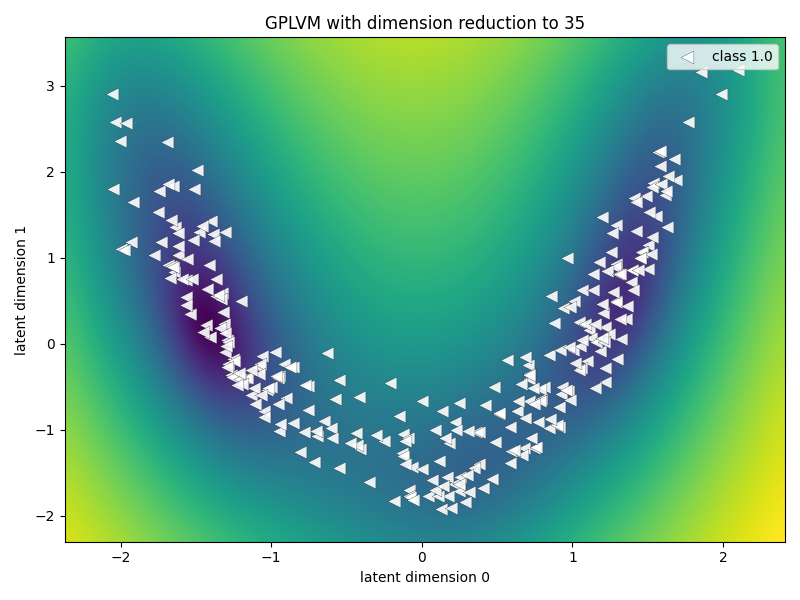 GPLVM with dimension reduction to 35
class 1.0
latent dimension 1
3
2
1
0
−1
−2
−2
−1
0
1
2
latent dimension 0